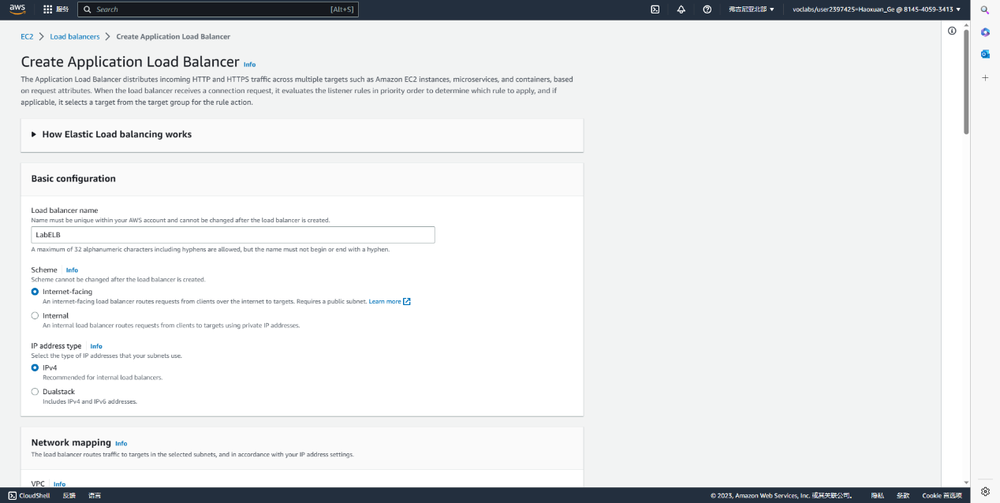 aws 服务 Search [Alt+S] 弗吉尼亚北部 voclabs/user2397425=Haoxuan_Ge @ 8145-4059-3413
EC2 Load balancers Create Application Load Balancer
Create Application Load Balancer Info
The Application Load Balancer distributes incoming HTTP and HTTPS traffic across multiple targets such as Amazon EC2 instances, microservices, and containers, based
on request attributes. When the load balancer receives a connection request, it evaluates the listener rules in priority order to determine which rule to apply, and if
applicable, it selects a target from the target group for the rule action.
How Elastic Load balancing works
Basic configuration
Load balancer name
Name must be unique within your AWS account and cannot be changed after the load balancer is created.
LabELB
A maximum of 32 alphanumeric characters including hyphens are allowed, but the name must not begin or end with a hyphen.
Scheme Info
Scheme cannot be changed after the load balancer is created.
Internet-facing
An internet-facing load balancer routes requests from clients over the internet to targets. Requires a public subnet. Learn more
Internal
An internal load balancer routes requests from clients to targets using private IP addresses.
IP address type Info
Select the type of IP addresses that your subnets use.
IPv4
Recommended for internal load balancers.
Dualstack
Includes IPv4 and IPv6 addresses.
Network mapping Info
The load balancer routes traffic to targets in the selected subnets, and in accordance with your IP address settings.
VPC Info
CloudShell 反馈 语言 © 2023, Amazon Web Services, Inc. 或其关联公司。 隐私 条款 Cookie 首选项